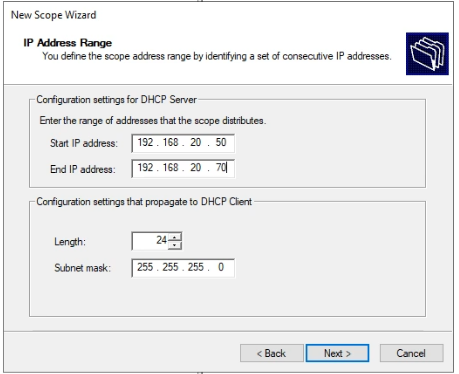 New Scope Wizard
IP Address Range
You define the scope address range by identifying a set of consecutive IP addresses.
Configuration settings for DHCP Server
Enter the range of addresses that the scope distributes.
Start IP address: 192 . 168 . 20 . 50
End IP address: 192 . 168 . 20 . 70
Configuration settings that propagate to DHCP Client
Length: 24
Subnet mask: 255 . 255 . 255 . 0
< Back Next > Cancel